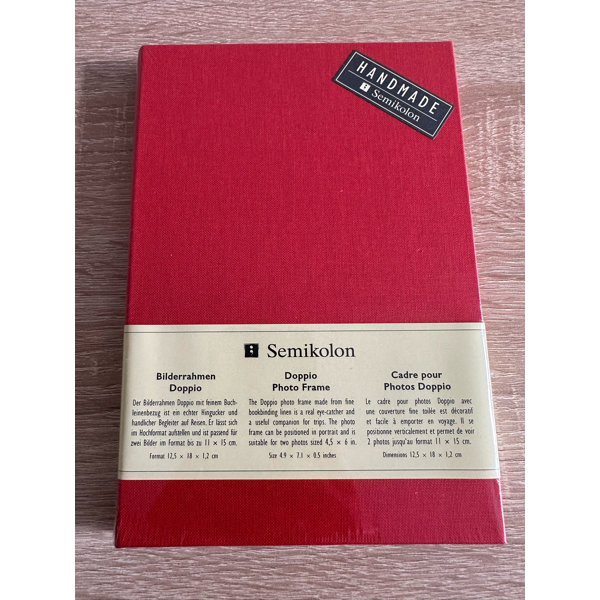 HANDMADE
Semikolon
Semikolon
Bilderrahmen
Doppio
Der Bilderrahmen Doppio mit feinem Buch-
leinenbezug ist ein echter Hingucker und
handlicher Begleiter auf Reisen. Er lässt sich
im Hochformat aufstellen und ist passend für
zwei Bilder im Format bis zu 11 × 15 cm.
Format 12,5 × 18 × 1,2 cm
Doppio
Photo Frame
The Doppio photo frame made from fine
bookbinding linen is a real eye-catcher and
a useful companion for trips. The photo
frame can be positioned in portrait and is
suitable for two photos sized 4,5 × 6 in.
Size 4.9 × 7.1 × 0.5 inches
Cadre pour
Photos Doppio
Le cadre pour photos Doppio avec
une couverture fine toilée est décoratif
et facile à emporter en voyage. Il se
positionne verticalement et permet de voir
2 photos jusqu'au format 11 × 15 cm.
Dimensions 12,5 × 18 × 1,2 cm